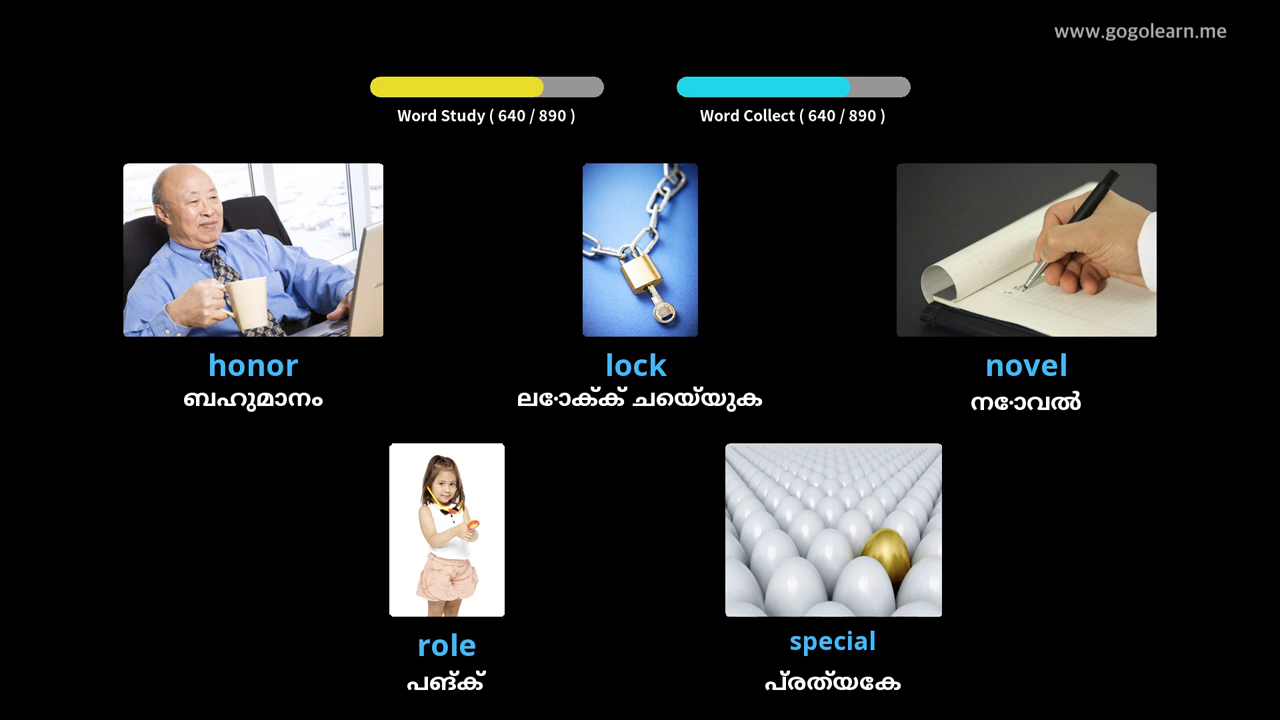 www.gogolearn.me
Word Study ( 640 / 890 )
Word Collect ( 640 / 890 )
honor
ബഹുമാനം
lock
ലോക്ക് ചെയ്യുക
novel
നോവൽ
role
പങ്ക്
special
പ്രത്യകേ